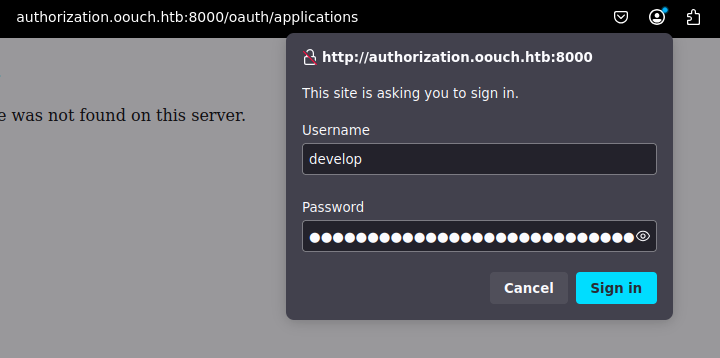 authorization.oouch.htb:8000/oauth/applications
http://authorization.oouch.htb:8000
This site is asking you to sign in.
e was not found on this server.
Username
develop
Password
●●●●●●●●●●●●●●●●●●●●●●●●●●●●
Cancel
Sign in